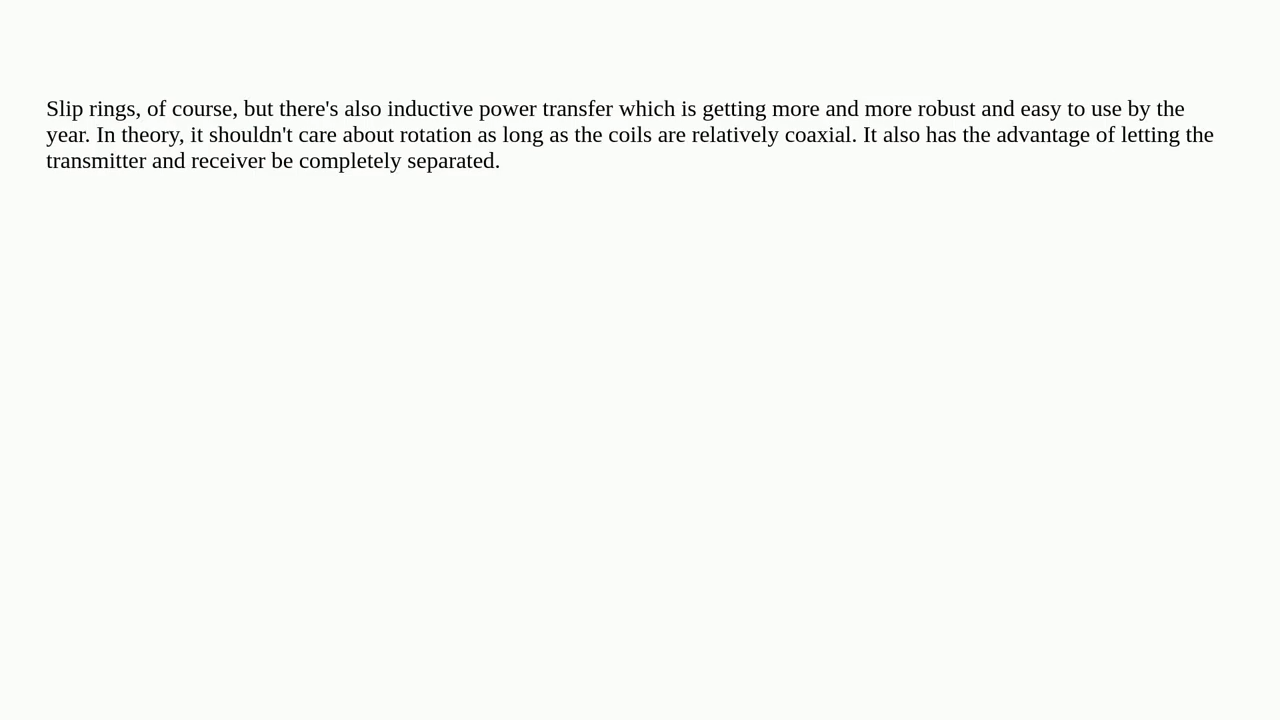 Slip rings, of course, but there's also inductive power transfer which is getting more and more robust and easy to use by the
year. In theory, it shouldn't care about rotation as long as the coils are relatively coaxial. It also has the advantage of letting the
transmitter and receiver be completely separated.